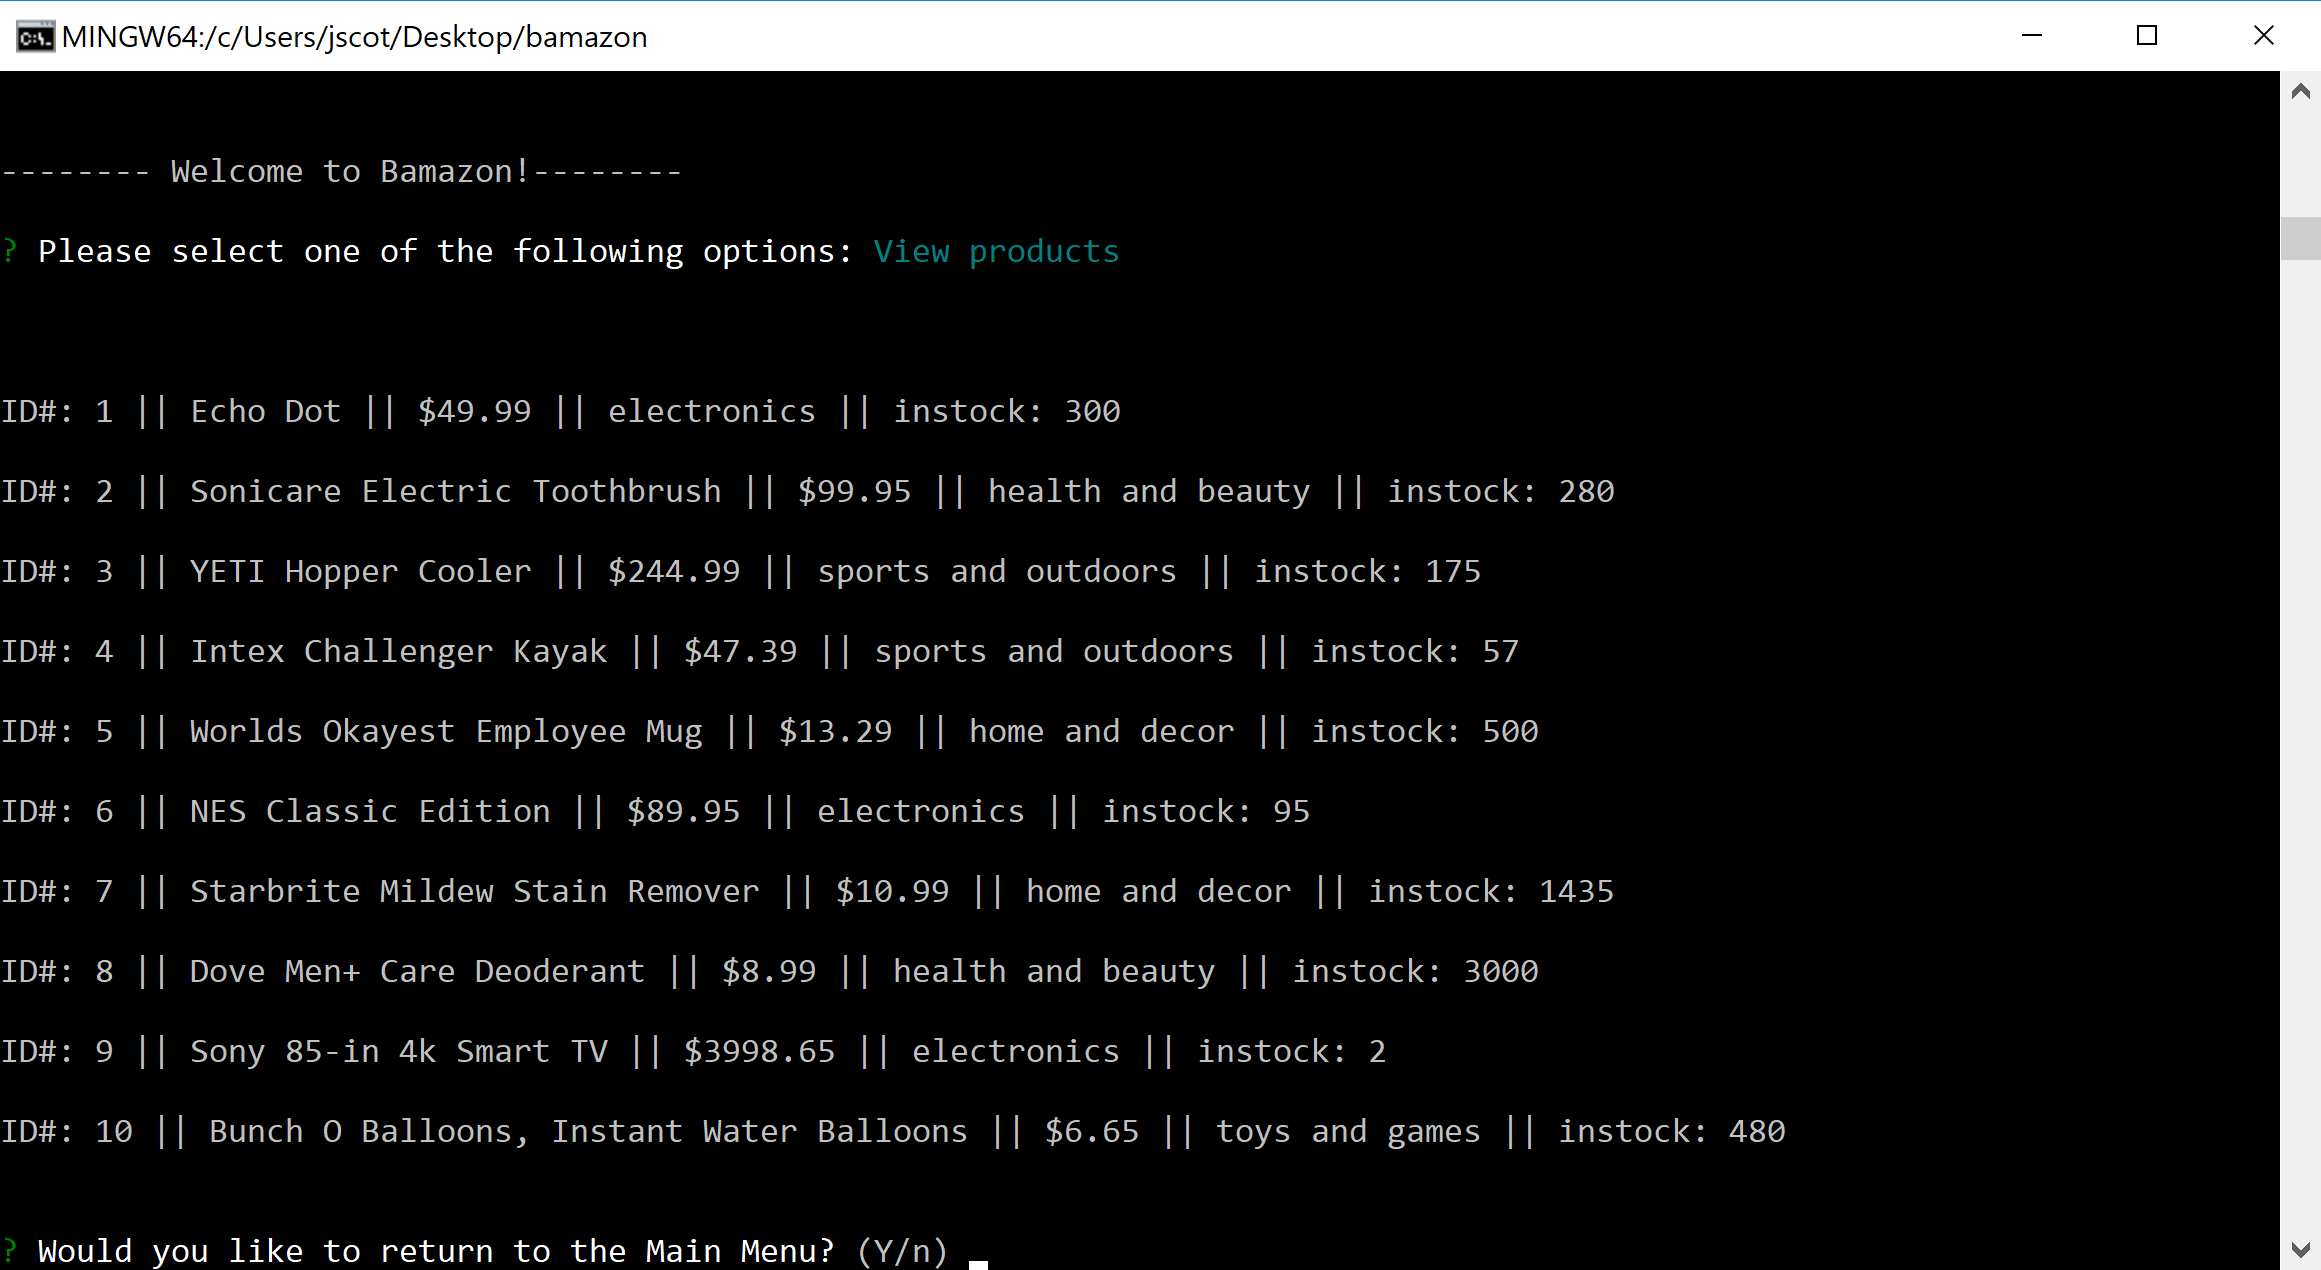 MINGW64:/c/Users/jscot/Desktop/bamazon
-------- Welcome to Bamazon!--------
? Please select one of the following options: View products
ID#: 1 || Echo Dot || $49.99 || electronics || instock: 300
ID#: 2 || Sonicare Electric Toothbrush || $99.95 || health and beauty || instock: 280
ID#: 3 || YETI Hopper Cooler || $244.99 || sports and outdoors || instock: 175
ID#: 4 || Intex Challenger Kayak || $47.39 || sports and outdoors || instock: 57
ID#: 5 || Worlds Okayest Employee Mug || $13.29 || home and decor || instock: 500
ID#: 6 || NES Classic Edition || $89.95 || electronics || instock: 95
ID#: 7 || Starbrite Mildew Stain Remover || $10.99 || home and decor || instock: 1435
ID#: 8 || Dove Men+ Care Deoderant || $8.99 || health and beauty || instock: 3000
ID#: 9 || Sony 85-in 4k Smart TV || $3998.65 || electronics || instock: 2
ID#: 10 || Bunch O Balloons, Instant Water Balloons || $6.65 || toys and games || instock: 480
? Would you like to return to the Main Menu? (Y/n)